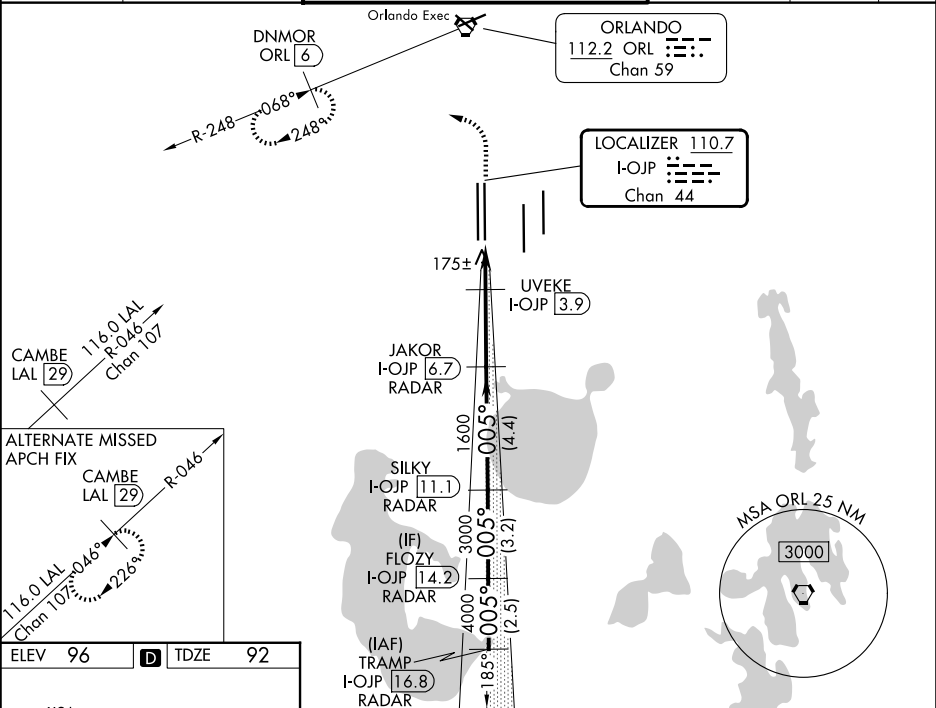 Orlando Exec
ORLANDO
112.2 ORL
Chan 59
DNMOR
ORL 6
R-248
068°
248°
LOCALIZER 110.7
I-OJP
Chan 44
175±
UVEKE
I-OJP 3.9
116.0 LAL
R-046
Chan 107
CAMBE
LAL 29
JAKOR
I-OJP 6.7
RADAR
1600
005°
(4.4)
ALTERNATE MISSED
APCH FIX
CAMBE
LAL 29
R-046
046°
226°
116.0 LAL
Chan 107
SILKY
I-OJP 11.1
RADAR
3000
005°
(3.2)
(IF)
FLOZY
I-OJP 14.2
RADAR
4000
005°
(2.5)
(IAF)
TRAMP
I-OJP 16.8
RADAR
185°
MSA ORL 25 NM
3000
ELEV 96 D TDZE 92